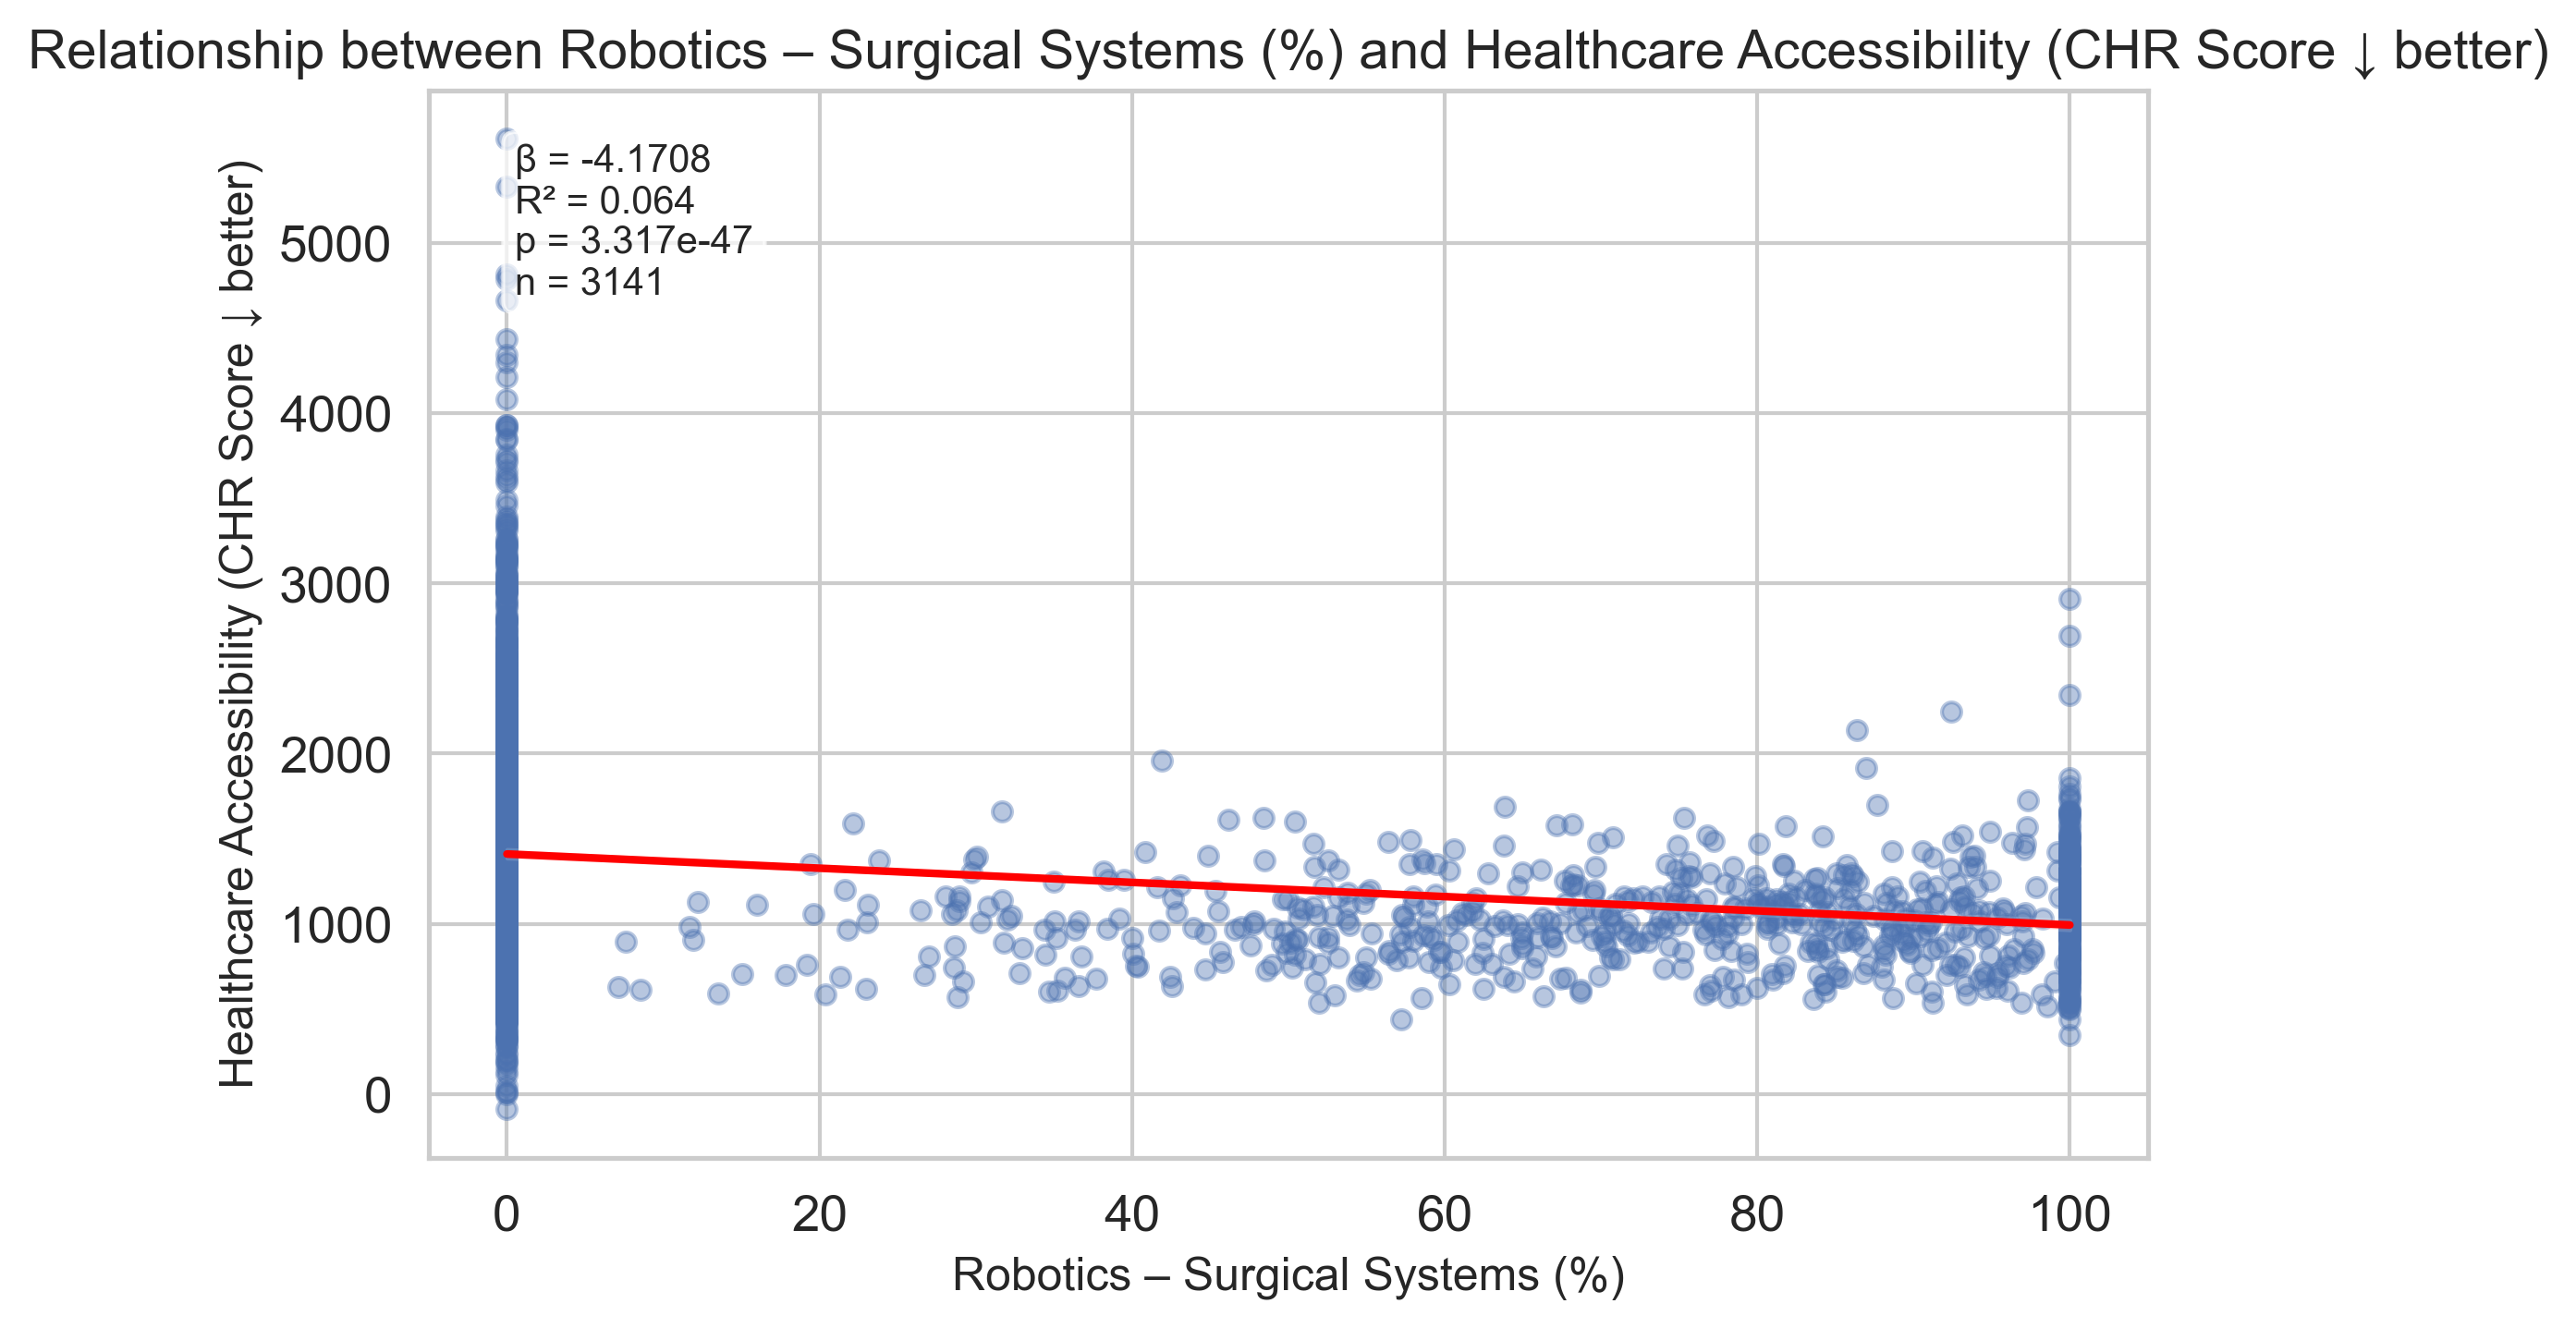 Relationship between Robotics – Surgical Systems (%) and Healthcare Accessibility (CHR Score ↓ better)
Healthcare Accessibility (CHR Score ↓ better)
β = -4.1708
R² = 0.064
p = 3.317e-47
n = 3141
5000
4000
3000
2000
1000
0
0 20 40 60 80 100
Robotics – Surgical Systems (%)